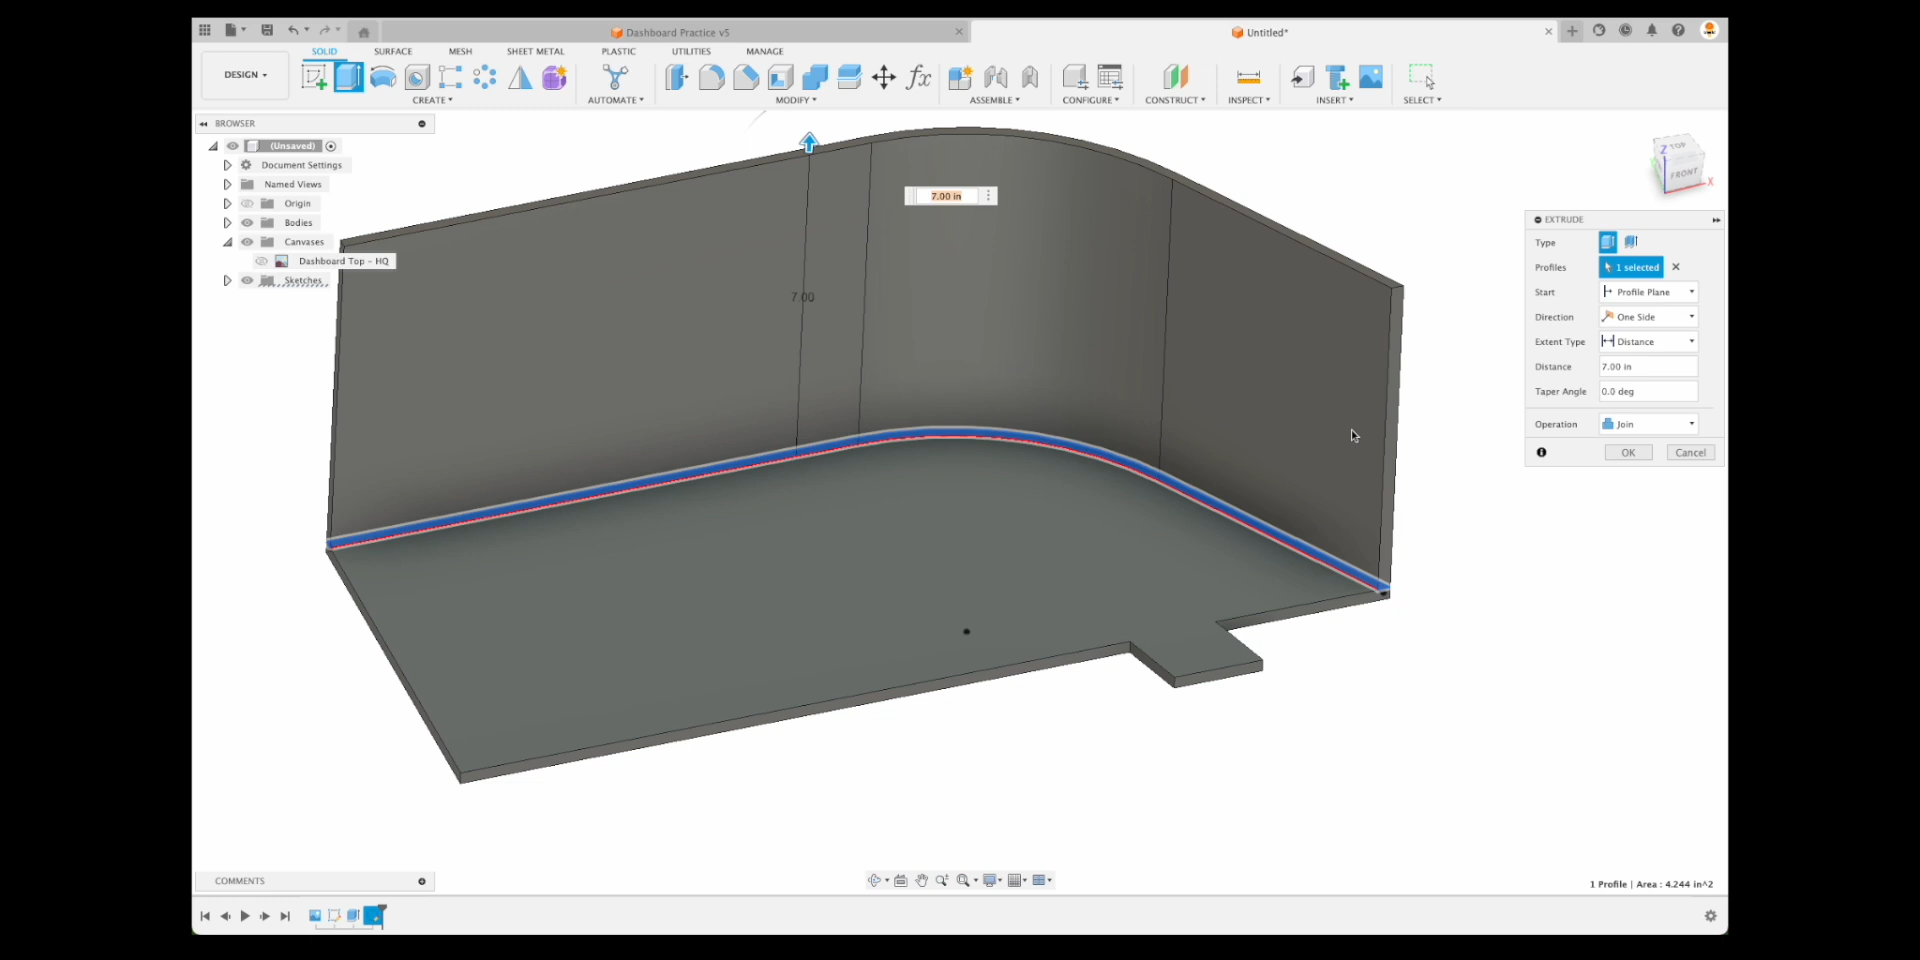 Dashboard Practice v5
Untitled*
DESIGN
SOLID
SURFACE
MESH
SHEET METAL
PLASTIC
UTILITIES
MANAGE
fx
CREATE
AUTOMATE
MODIFY
ASSEMBLE
CONFIGURE
CONSTRUCT
INSPECT
INSERT
SELECT
BROWSER
(Unsaved)
Document Settings
Named Views
Origin
Bodies
Canvases
Dashboard Top - HQ
Sketches
7.00 in
7.00
Z
TOP
FRONT
X
EXTRUDE
Type
Profiles
1 selected
Start
Profile Plane
Direction
One Side
Extent Type
Distance
Distance
7.00 in
Taper Angle
0.0 deg
Operation
Join
OK
Cancel
COMMENTS
1 Profile | Area : 4.244 in^2